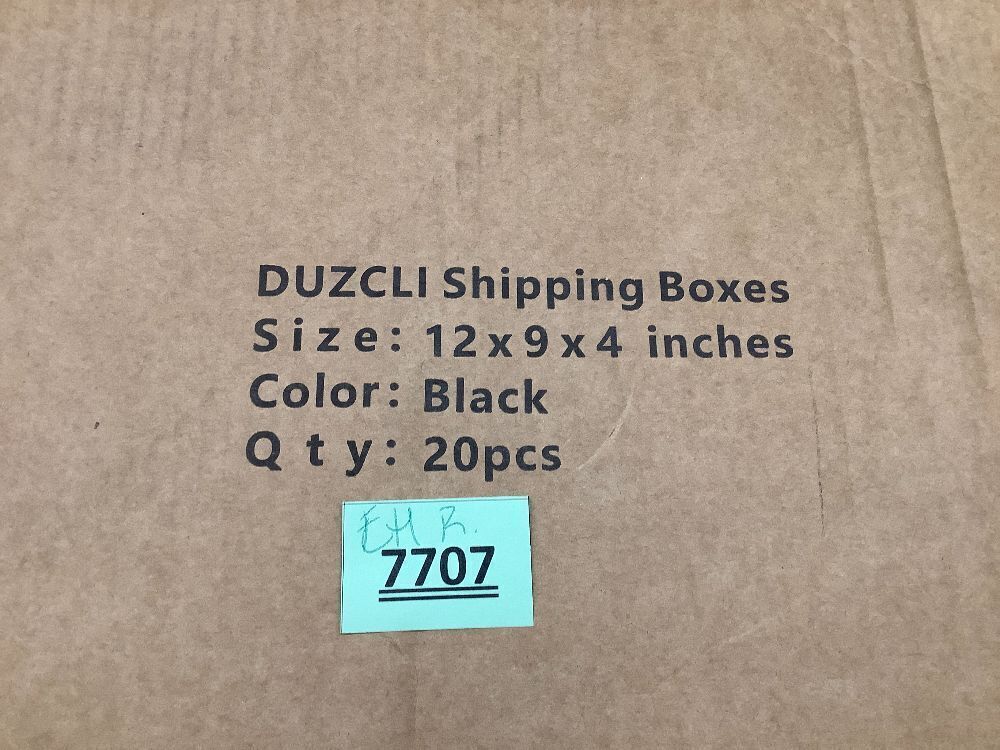 DUZCLI Shipping Boxes
Size: 12x9x4 inches
Color: Black
Qty: 20pcs
EH R.
7707